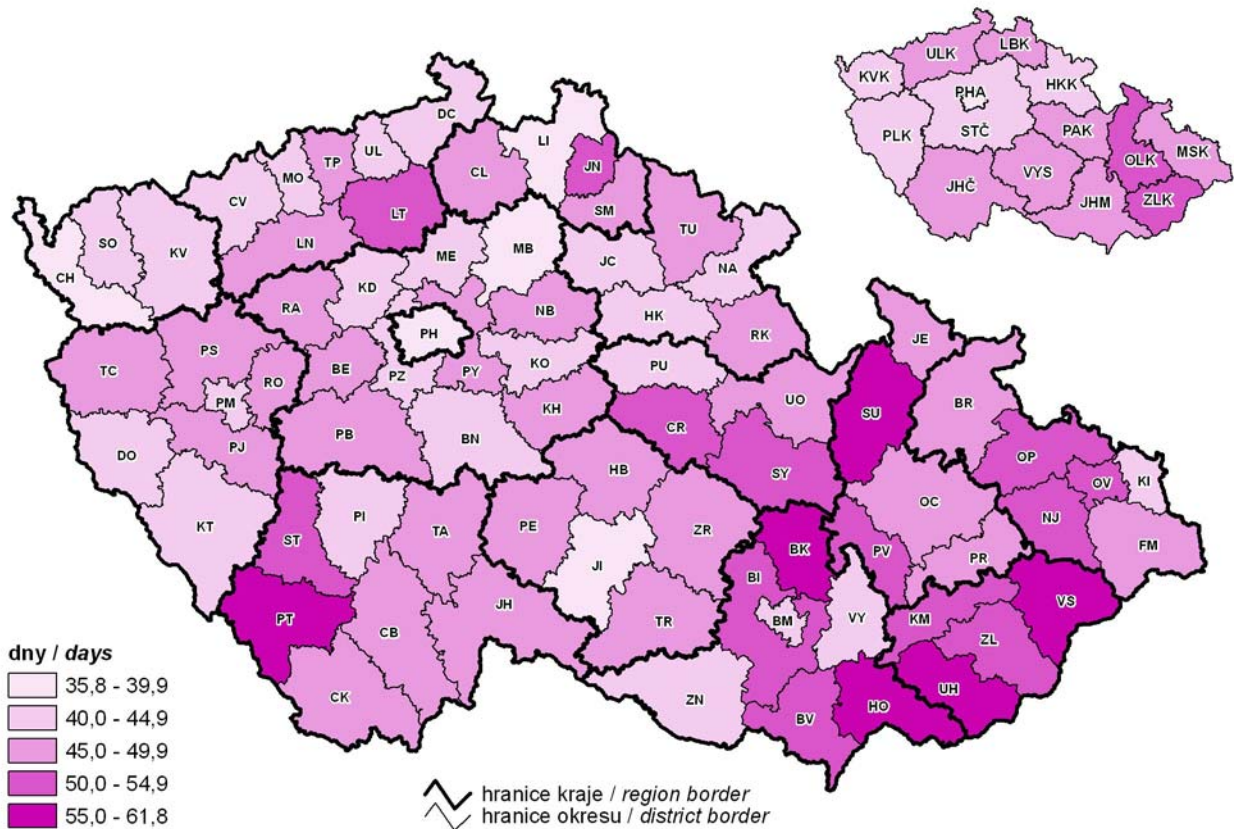 ULK
LBK
KVK
PHA
HKK
STČ
PLK
PAK
OLK
MSK
JHČ
VYS
JHM
ZLK
DC
UL
LI
TP
JN
MO
CL
CV
LT
SM
SO
LN
TU
KV
ME
MB
CH
JC
NA
KD
RA
NB
HK
PH
RK
JE
PS
TC
BE
KO
RO
PZ
PY
PU
PM
UO
BR
SU
KH
CR
PJ
PB
BN
DO
OP
SY
HB
OV
KI
OC
PI
KT
ST
TA
PE
ZR
NJ
FM
BK
PV
PR
JI
BI
VS
JH
PT
BM
VY
KM
CB
TR
ZL
UH
ZN
HO
CK
BV
dny / days
35,8 - 39,9
40,0 - 44,9
45,0 - 49,9
50,0 - 54,9
55,0 - 61,8
hranice kraje / region border
hranice okresu / district border